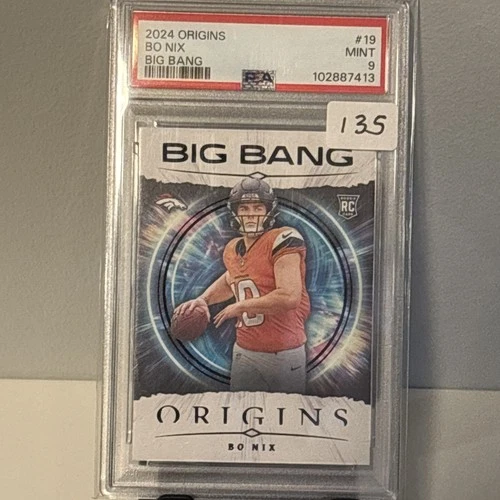 2024 ORIGINS #19
BO NIX MINT
BIG BANG 9
PSA 102887413
135
BIG BANG
RC
10
ORIGINS
BO NIX